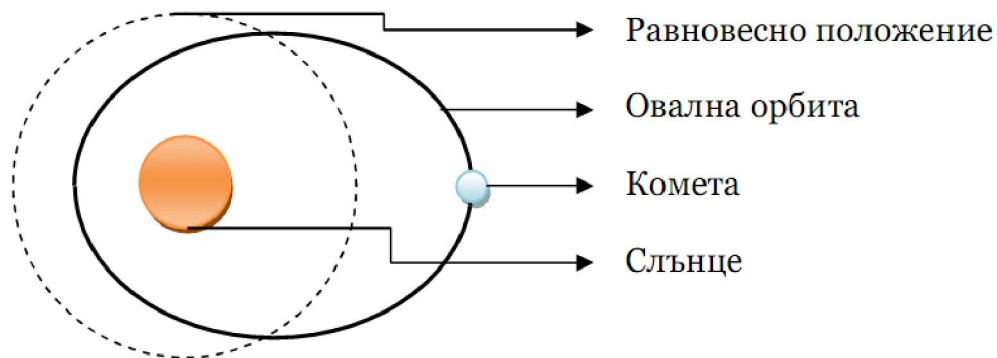 Равновесно положение
Овална орбита
Комета
Слънце